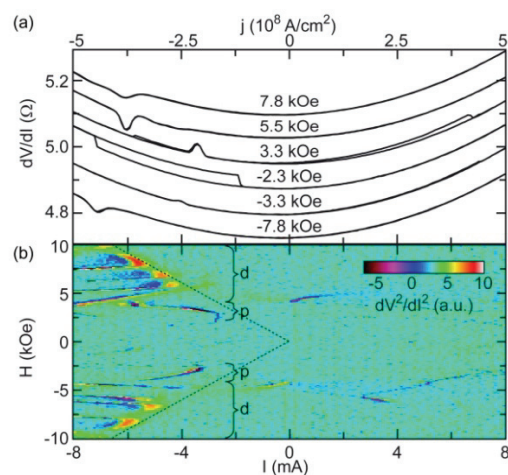 (a)
j (10⁸ A/cm²)
-5 -2.5 0 2.5 5
dV/dI (Ω)
5.2
5.0
4.8
7.8 kOe
5.5 kOe
3.3 kOe
-2.3 kOe
-3.3 kOe
-7.8 kOe
(b)
H (kOe)
10
5
0
-5
-10
d
p
p
d
-5 0 5 10
dV²/dI² (a.u.)
-8 -4 0 4 8
I (mA)